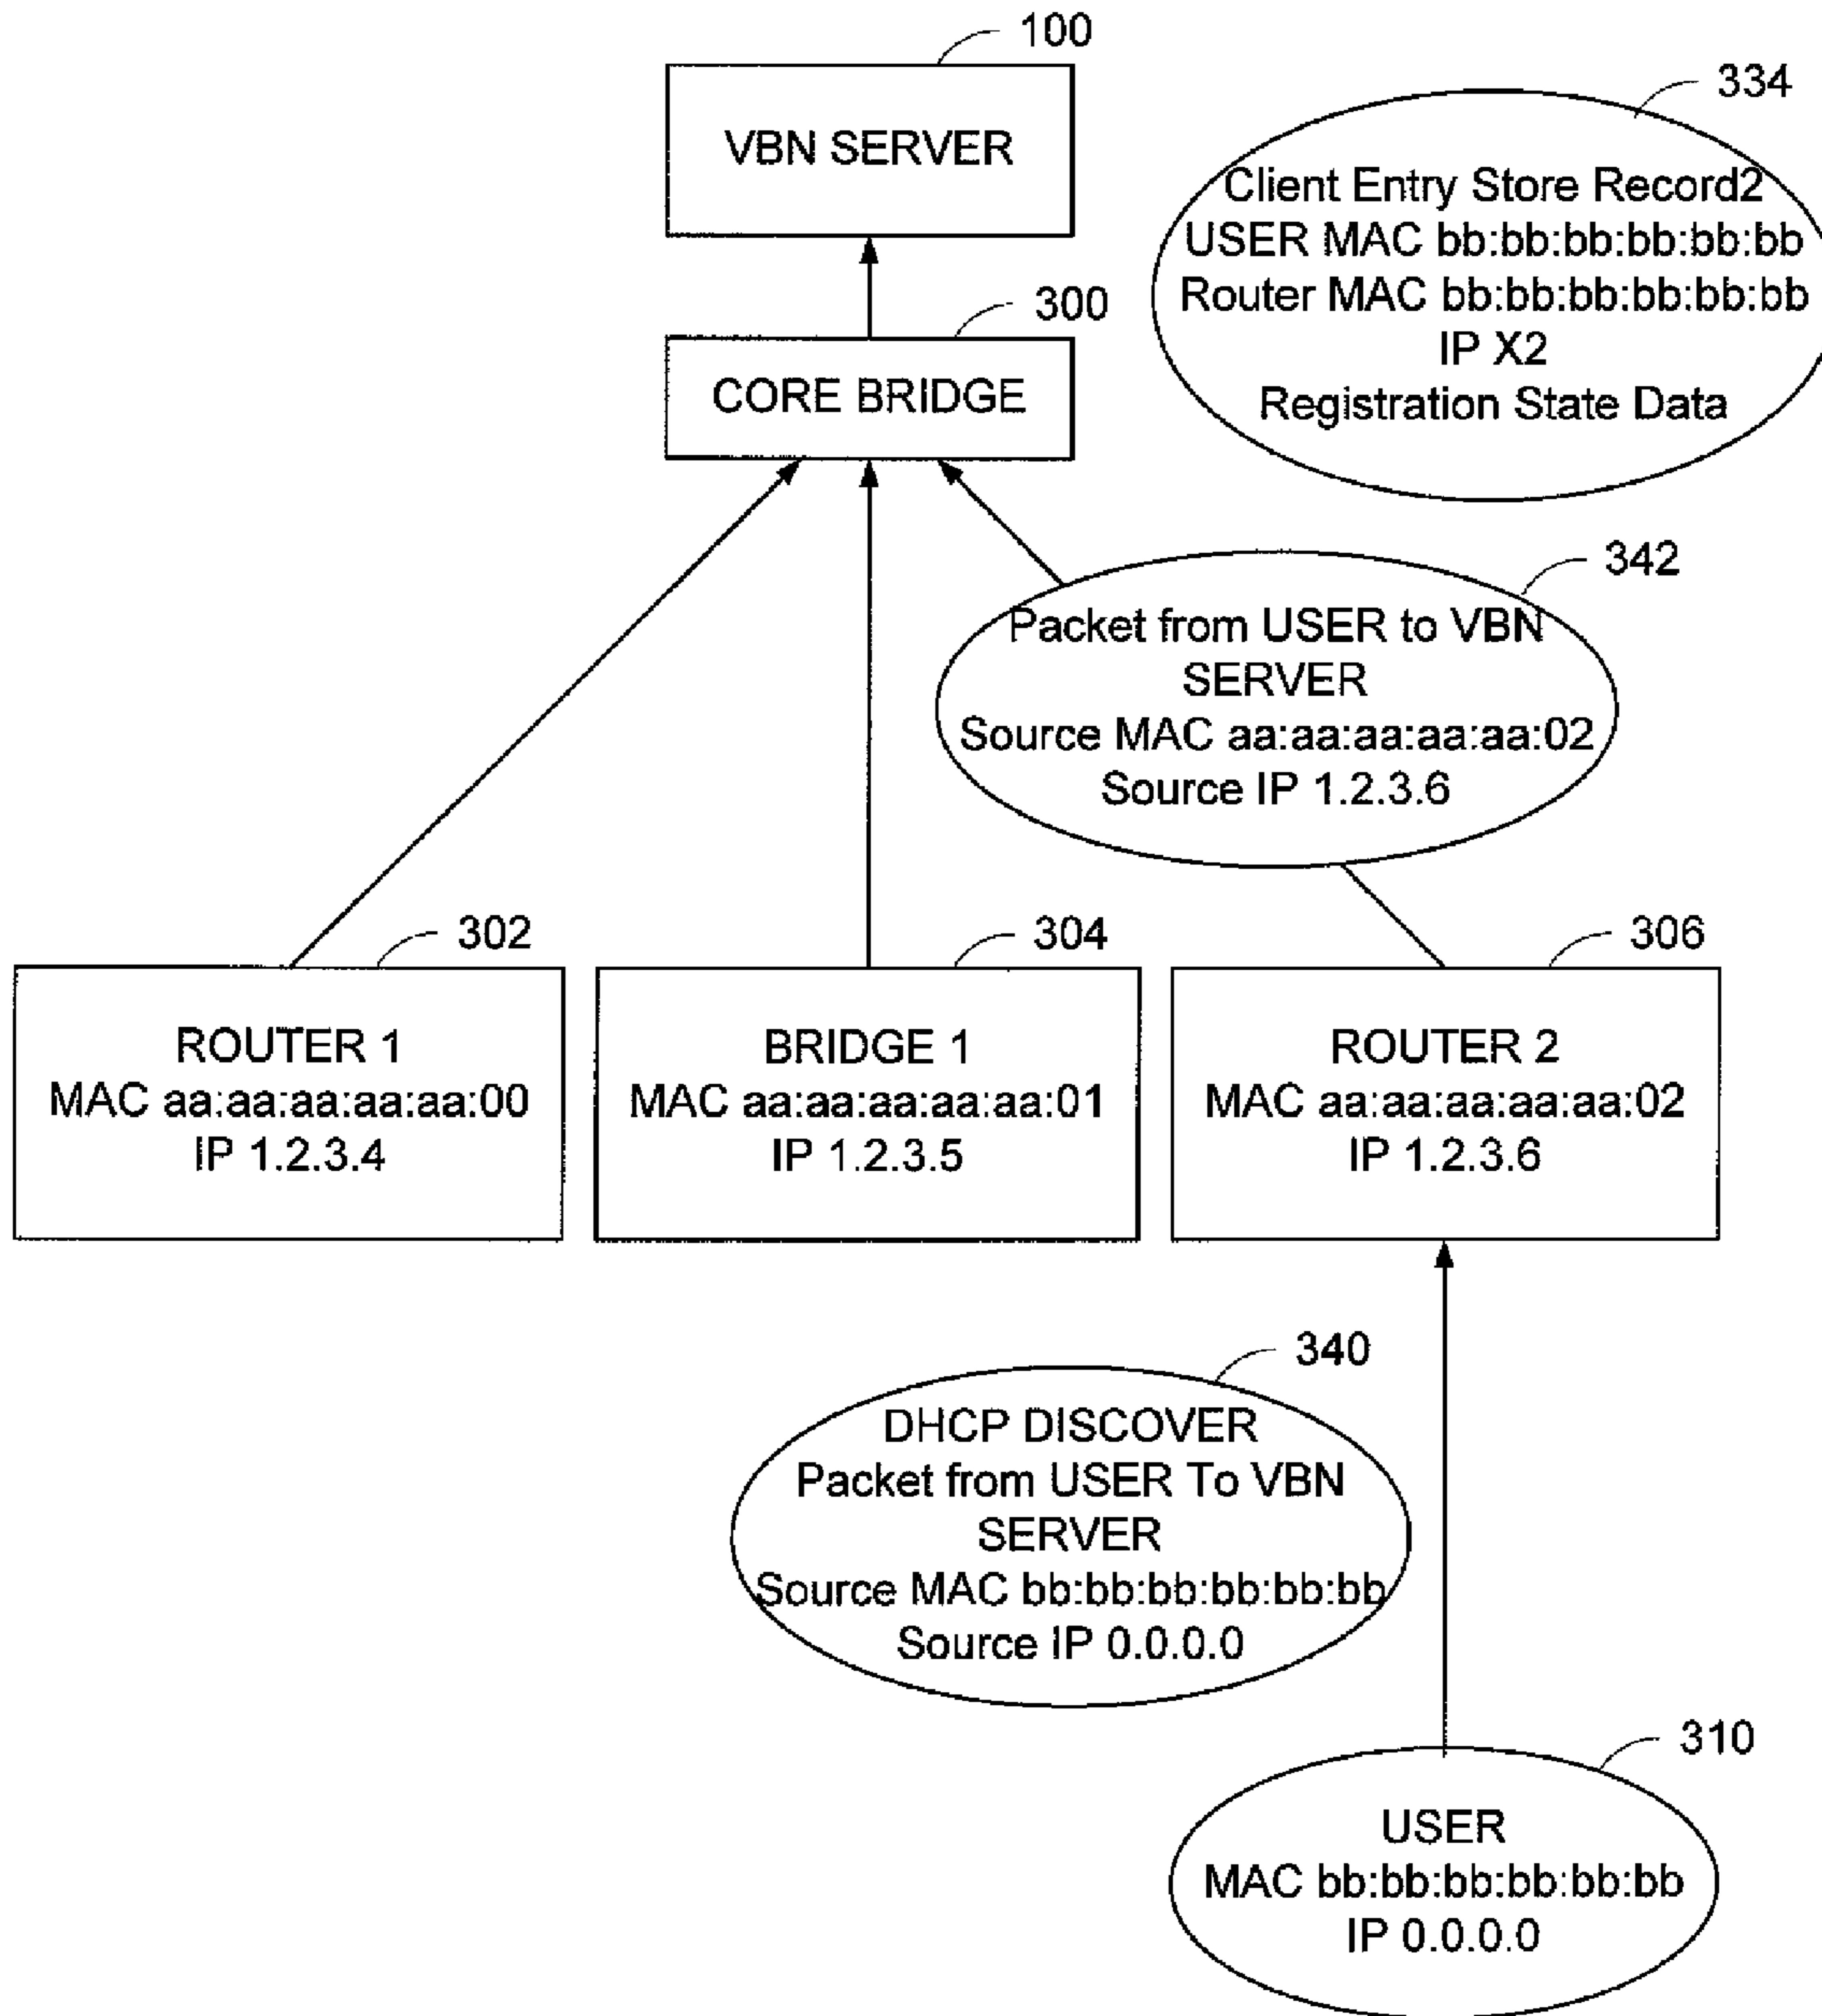 100
VBN SERVER
334
Client Entry Store Record2
USER MAC bb:bb:bb:bb:bb:bb
Router MAC bb:bb:bb:bb:bb:bb
IP X2
Registration State Data
300
CORE BRIDGE
342
Packet from USER to VBN
SERVER
Source MAC aa:aa:aa:aa:aa:02
Source IP 1.2.3.6
302
ROUTER 1
MAC aa:aa:aa:aa:aa:00
IP 1.2.3.4
304
BRIDGE 1
MAC aa:aa:aa:aa:aa:01
IP 1.2.3.5
306
ROUTER 2
MAC aa:aa:aa:aa:aa:02
IP 1.2.3.6
340
DHCP DISCOVER
Packet from USER To VBN
SERVER
Source MAC bb:bb:bb:bb:bb:bb
Source IP 0.0.0.0
310
USER
MAC bb:bb:bb:bb:bb:bb
IP 0.0.0.0